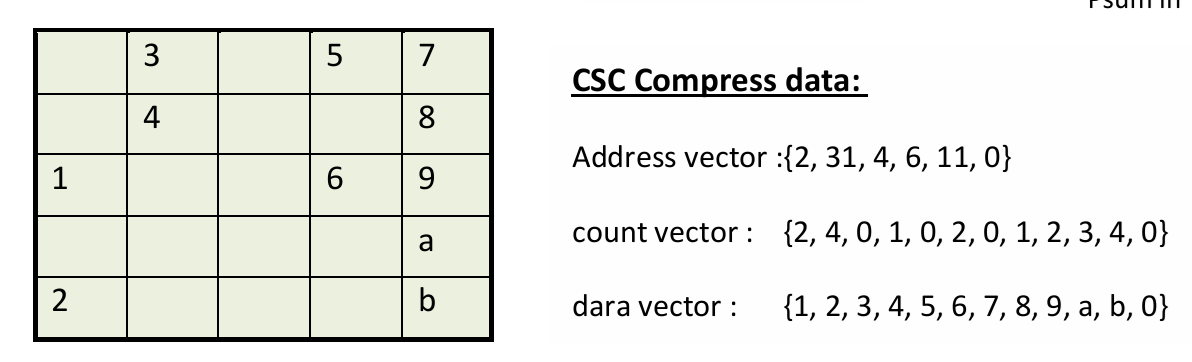 Psum in
3 5 7
4 8
1 6 9
a
2 b
CSC Compress data:
Address vector :{2, 31, 4, 6, 11, 0}
count vector : {2, 4, 0, 1, 0, 2, 0, 1, 2, 3, 4, 0}
dara vector : {1, 2, 3, 4, 5, 6, 7, 8, 9, a, b, 0}